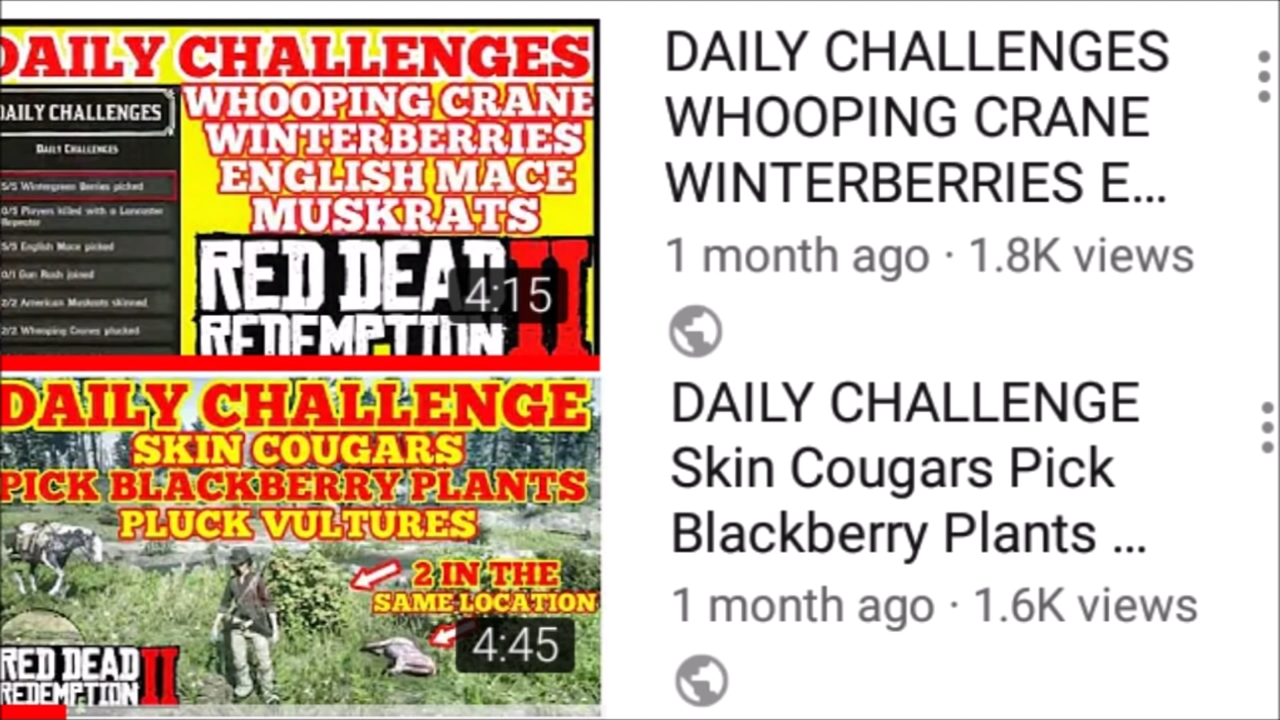 DAILY CHALLENGES
WHOOPING CRANE
WINTERBERRIES
ENGLISH MACE
MUSKRATS
DAILY CHALLENGES
DAILY CHALLENGES
5/5 Wintergreen Berries picked
0/5 Players killed with a Lancaster
Repeater
5/5 English Mace picked
0/1 Gun Rush joined
2/2 American Muskrats skinned
2/2 Whooping Cranes plucked
RED DEAD
REDEMPTION II
4:15
DAILY CHALLENGES
WHOOPING CRANE
WINTERBERRIES E...
1 month ago · 1.8K views
DAILY CHALLENGE
SKIN COUGARS
PICK BLACKBERRY PLANTS
PLUCK VULTURES
2 IN THE
SAME LOCATION
RED DEAD
REDEMPTION II
4:45
DAILY CHALLENGE
Skin Cougars Pick
Blackberry Plants ...
1 month ago · 1.6K views